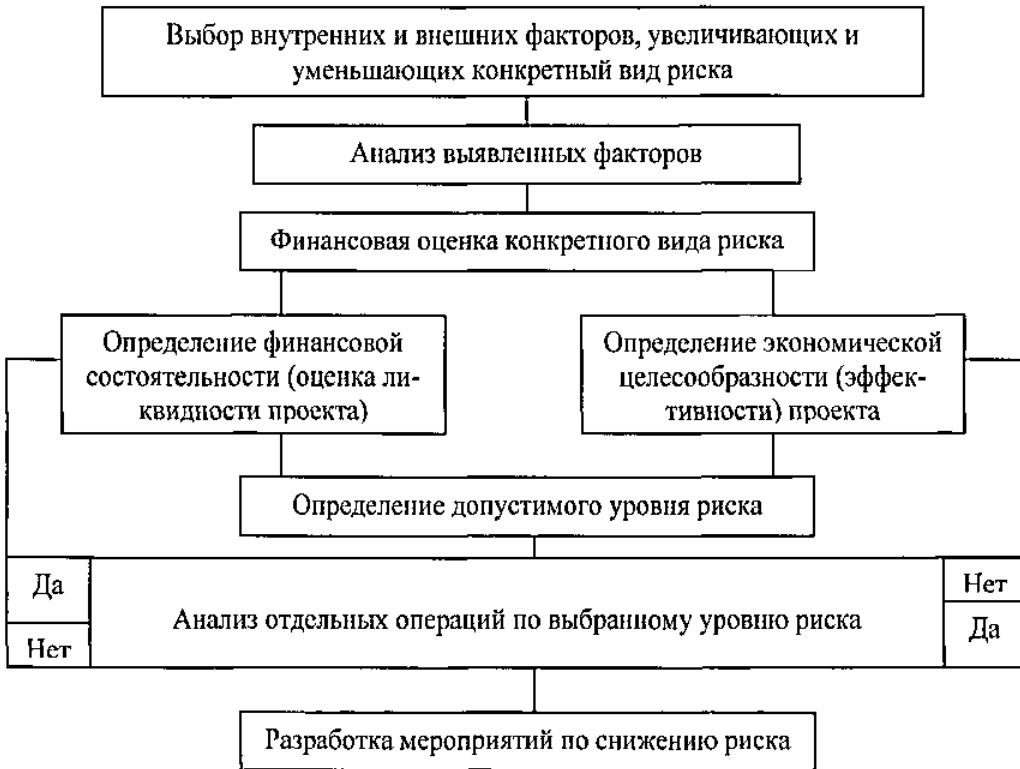 Выбор внутренних и внешних факторов, увеличивающих и
уменьшающих конкретный вид риска
Анализ выявленных факторов
Финансовая оценка конкретного вида риска
Определение финансовой
состоятельности (оценка ли-
квидности проекта)
Определение экономической
целесообразности (эффек-
тивности) проекта
Определение допустимого уровня риска
Да
Нет
Анализ отдельных операций по выбранному уровню риска
Нет
Да
Разработка мероприятий по снижению риска